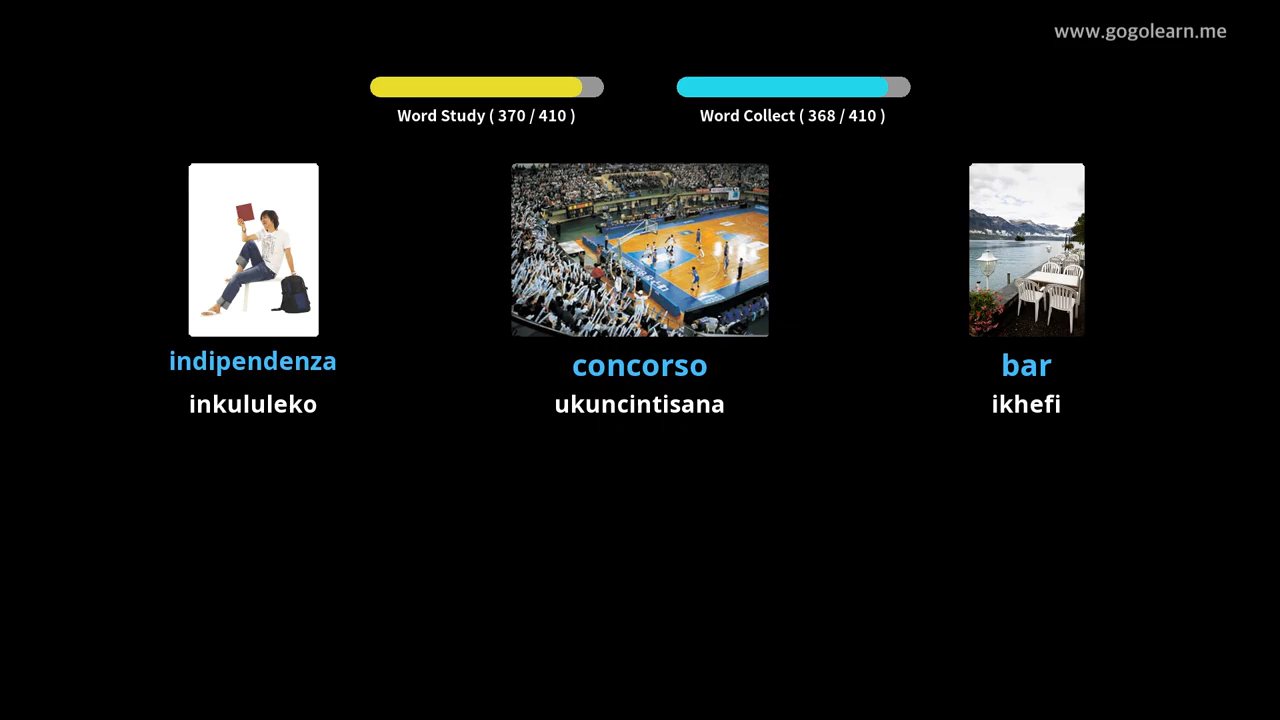 www.gogolearn.me
Word Study ( 370 / 410 )
Word Collect ( 368 / 410 )
indipendenza
concorso
bar
inkululeko
ukuncintisana
ikhefi